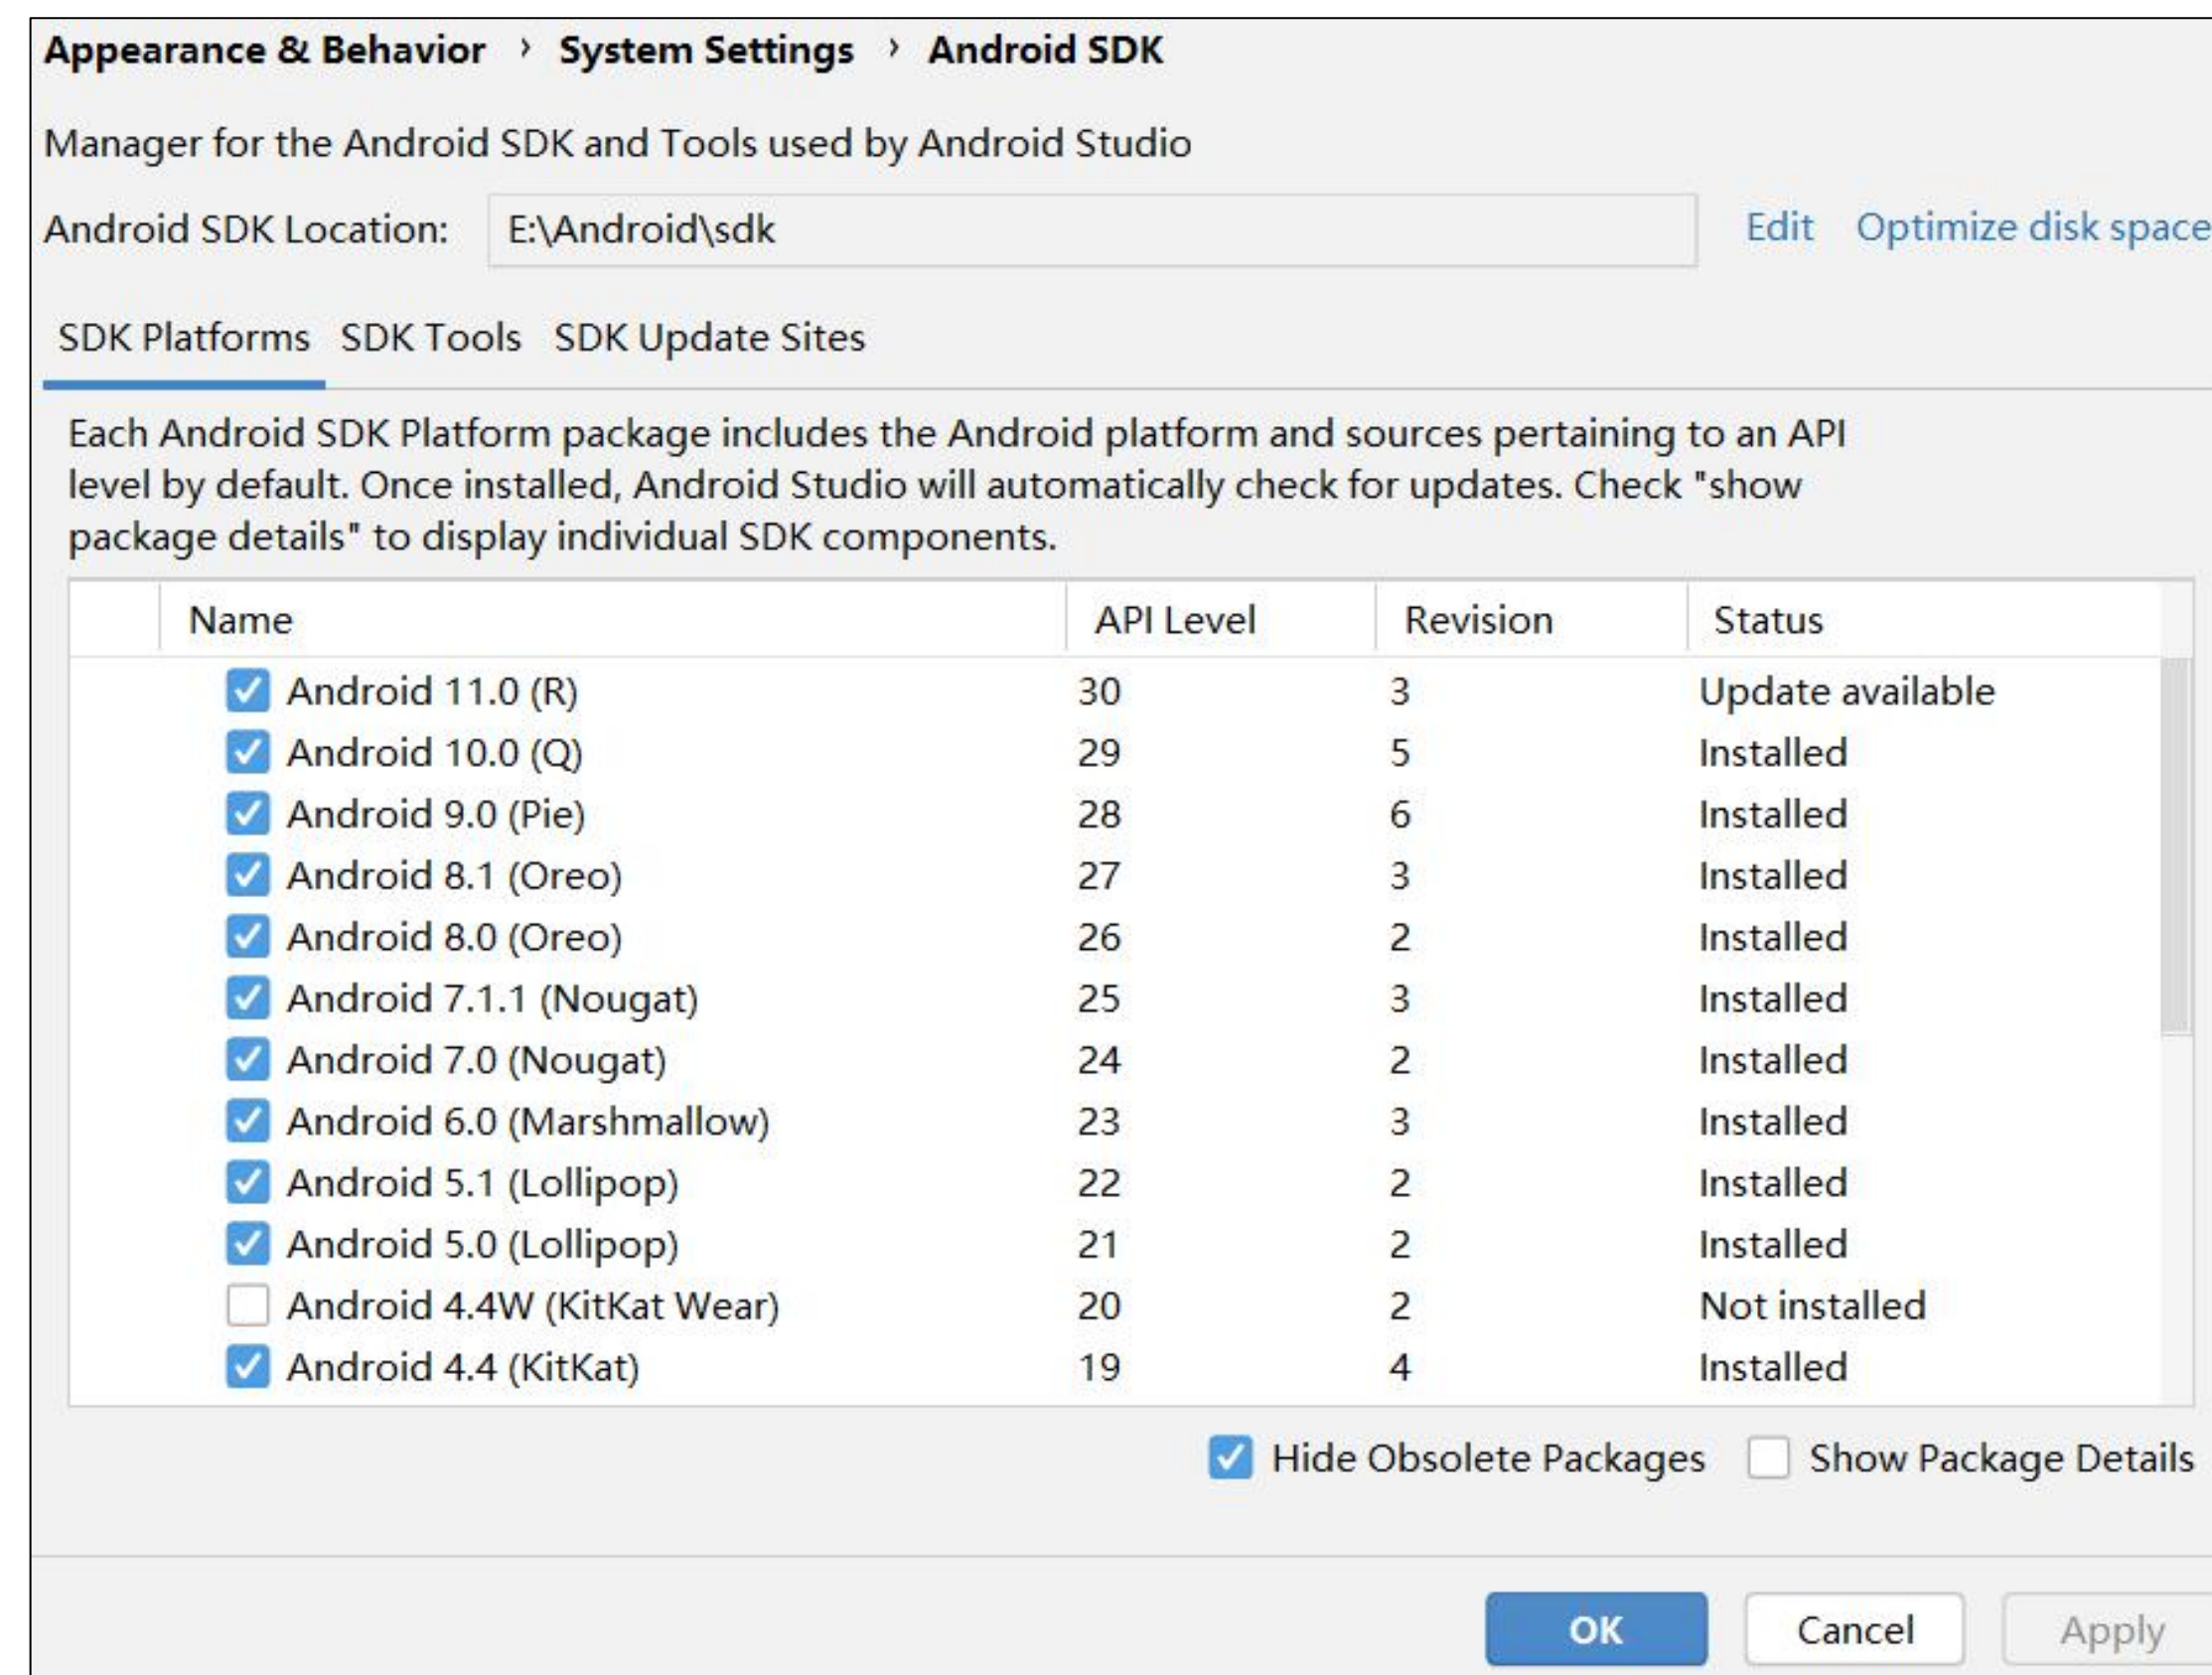 Appearance & Behavior › System Settings › Android SDK
Manager for the Android SDK and Tools used by Android Studio
Android SDK Location: E:\Android\sdk Edit Optimize disk space
SDK Platforms SDK Tools SDK Update Sites
Each Android SDK Platform package includes the Android platform and sources pertaining to an API
level by default. Once installed, Android Studio will automatically check for updates. Check "show
package details" to display individual SDK components.
Name API Level Revision Status
Android 11.0 (R) 30 3 Update available
Android 10.0 (Q) 29 5 Installed
Android 9.0 (Pie) 28 6 Installed
Android 8.1 (Oreo) 27 3 Installed
Android 8.0 (Oreo) 26 2 Installed
Android 7.1.1 (Nougat) 25 3 Installed
Android 7.0 (Nougat) 24 2 Installed
Android 6.0 (Marshmallow) 23 3 Installed
Android 5.1 (Lollipop) 22 2 Installed
Android 5.0 (Lollipop) 21 2 Installed
Android 4.4W (KitKat Wear) 20 2 Not installed
Android 4.4 (KitKat) 19 4 Installed
Hide Obsolete Packages Show Package Details
OK Cancel Apply